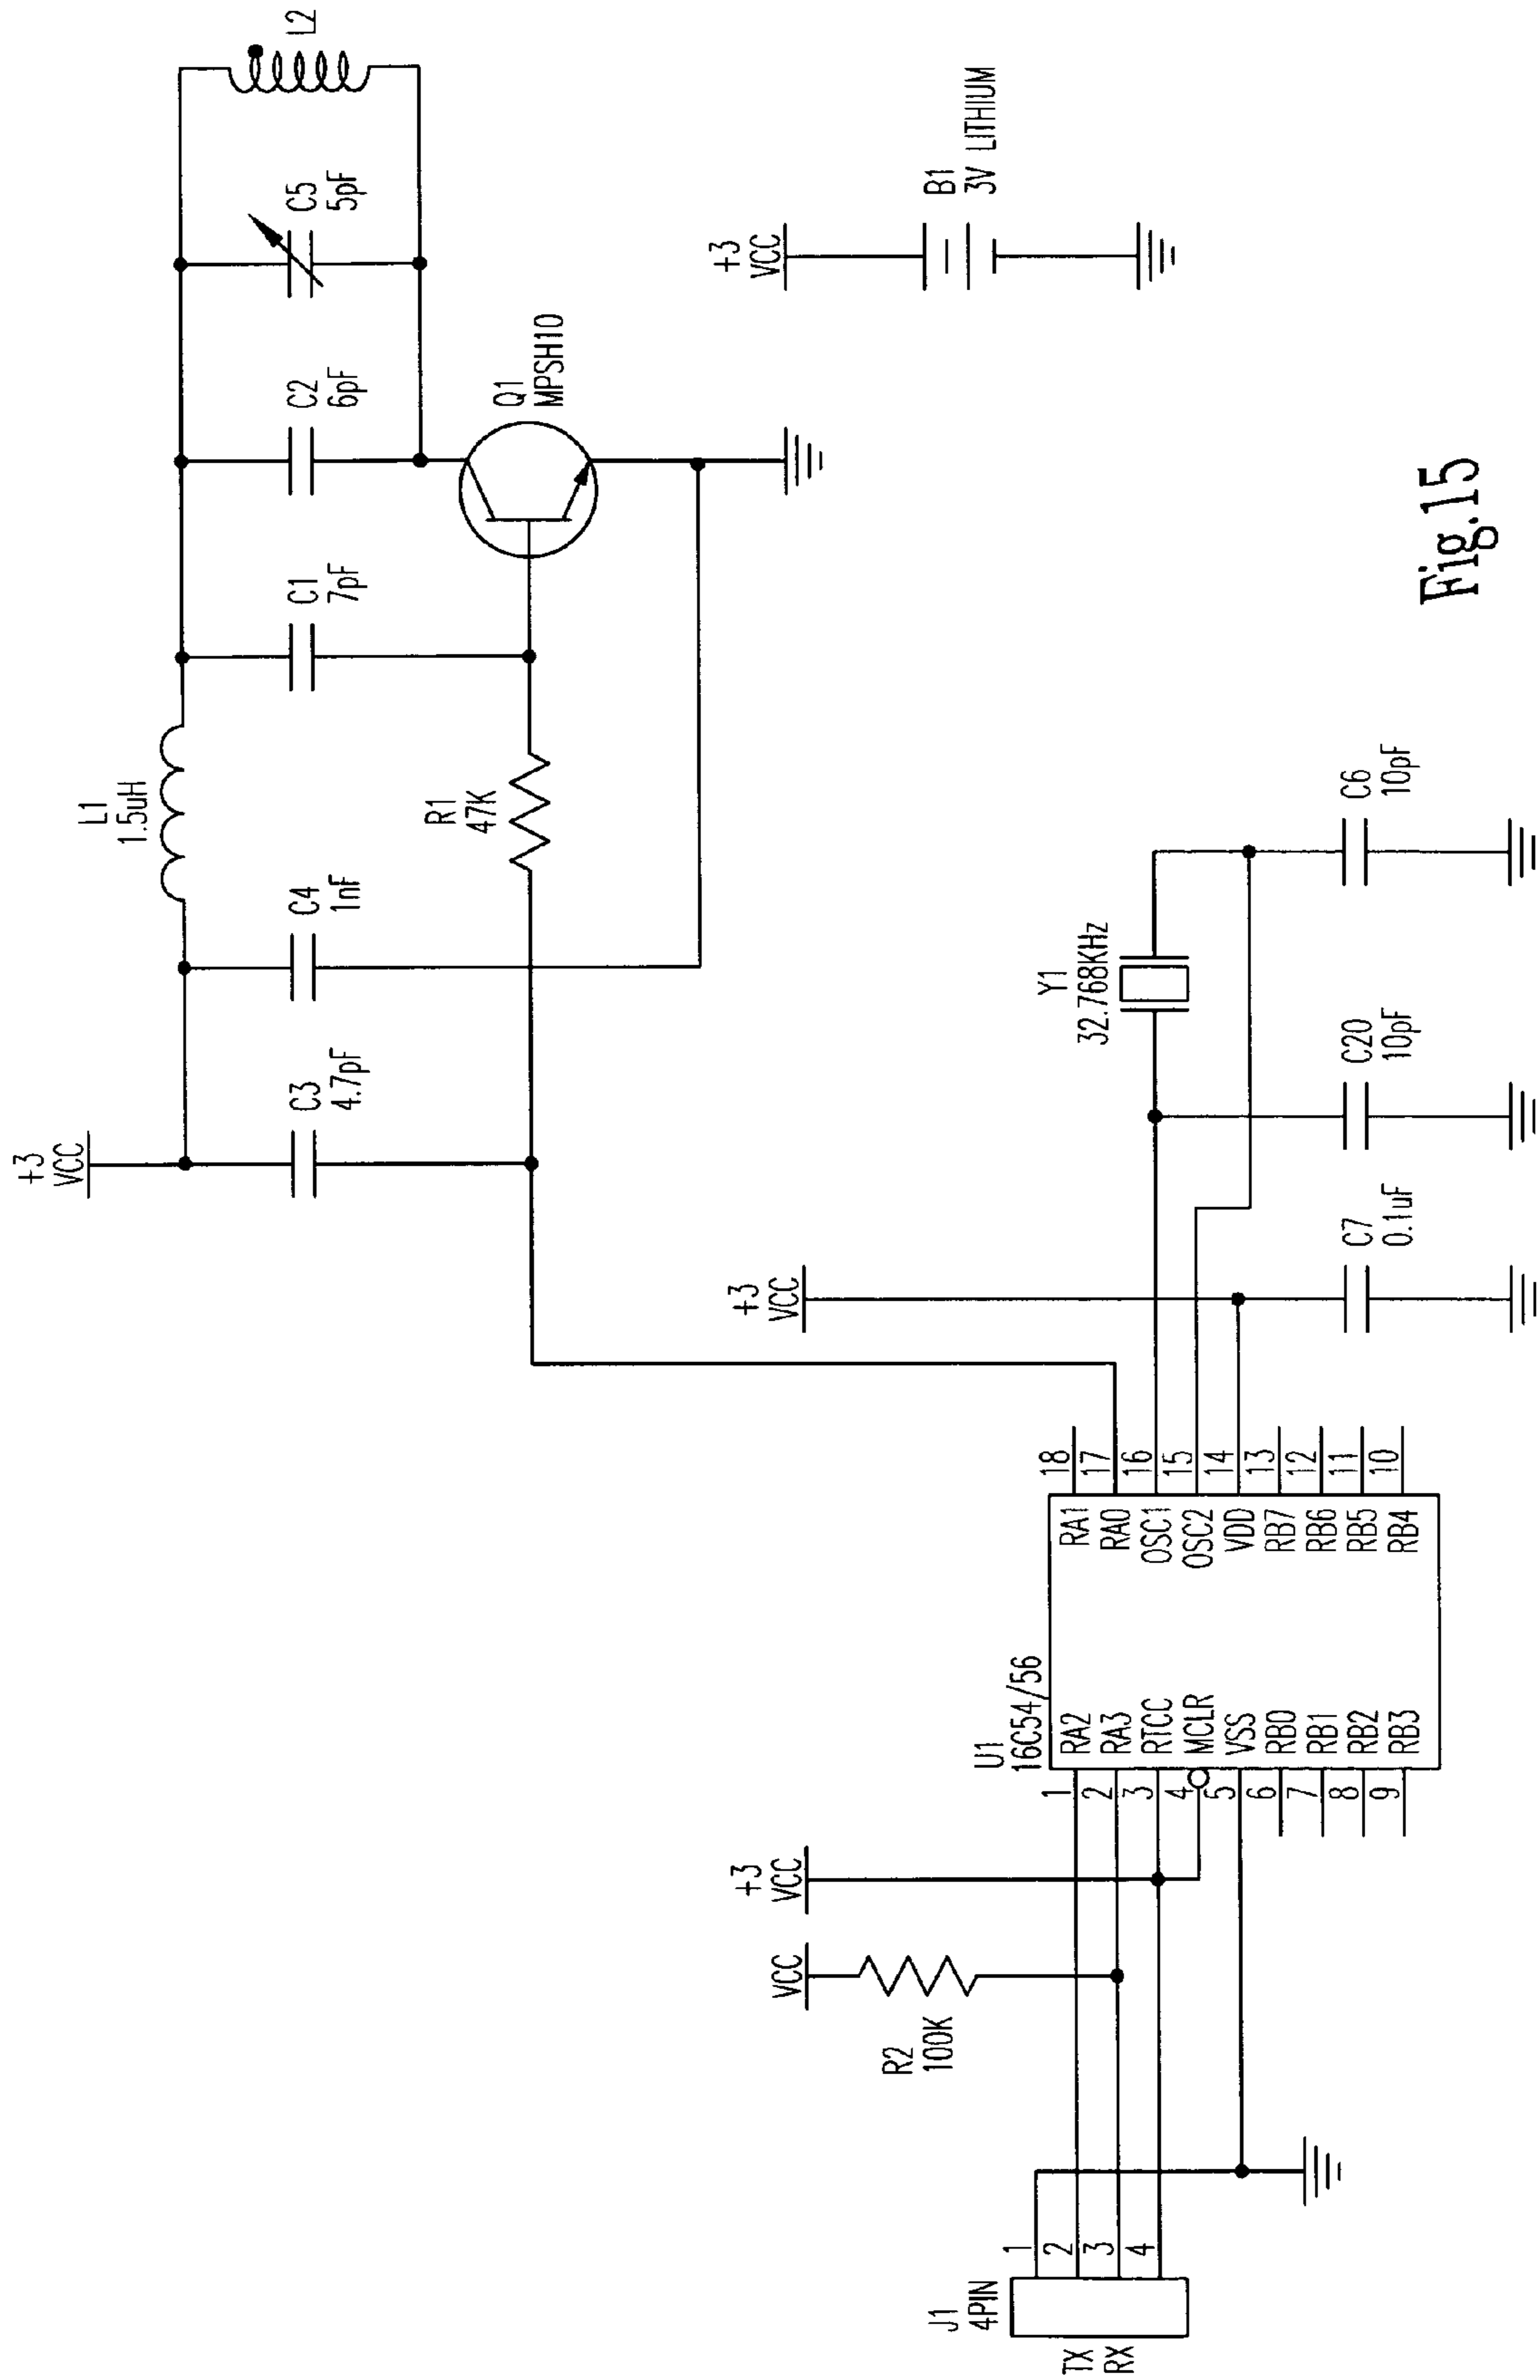 L2
C5
5pF
C2
6pF
C1
7pF
L1
1.5uH
C4
1nF
C3
4.7pF
+3
VCC
R1
47K
Q1
MPSH10
+3
VCC
B1
3V LITHIUM
Y1
32.768KHz
C6
10pF
C20
10pF
C7
0.1uF
+3
VCC
U1
16C54/56
RA2
RA3
RTCC
MCLR
VSS
RB0
RB1
RB2
RB3
1
2
3
4
5
6
7
8
9
RA1
RA0
OSC1
OSC2
VDD
RB7
RB6
RB5
RB4
18
17
16
15
14
13
12
11
10
+3
VCC
VCC
R2
100K
J1
4PIN
1
2
3
4
TX
RX
Fig.15